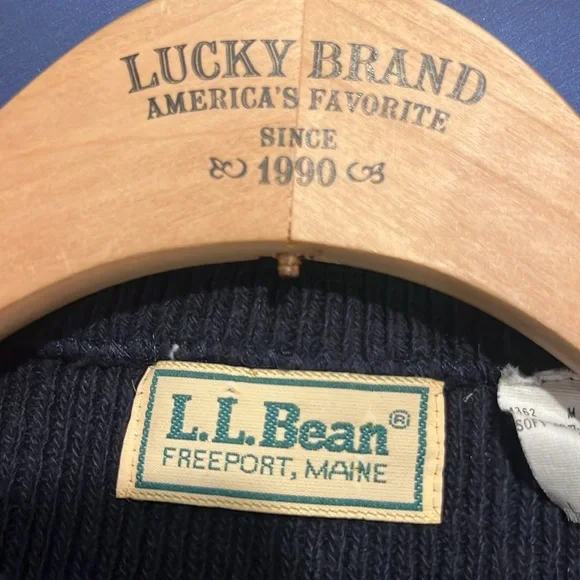 LUCKY BRAND
AMERICA'S FAVORITE
SINCE
1990
L.L.Bean®
FREEPORT, MAINE
M